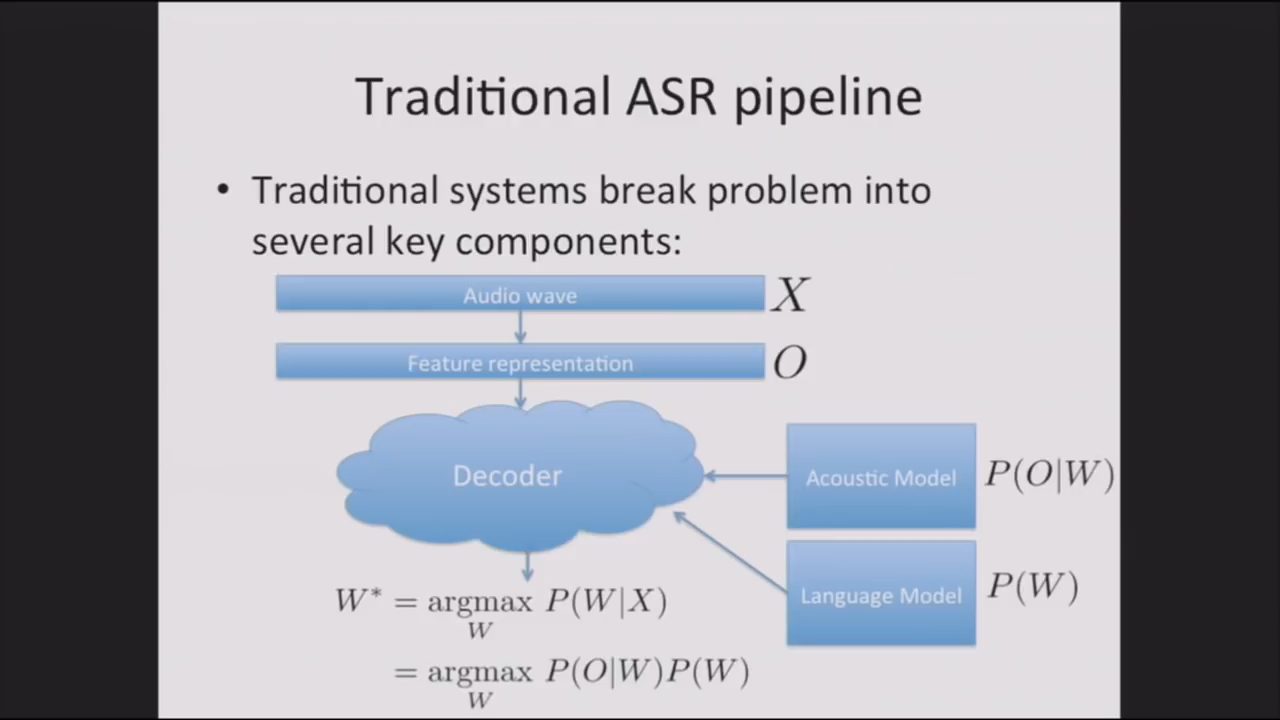 Traditional ASR pipeline
• Traditional systems break problem into
several key components:
Audio wave X
Feature representation O
Decoder
Acoustic Model P(O|W)
Language Model P(W)
W* = argmax P(W|X)
W
= argmax P(O|W)P(W)
W